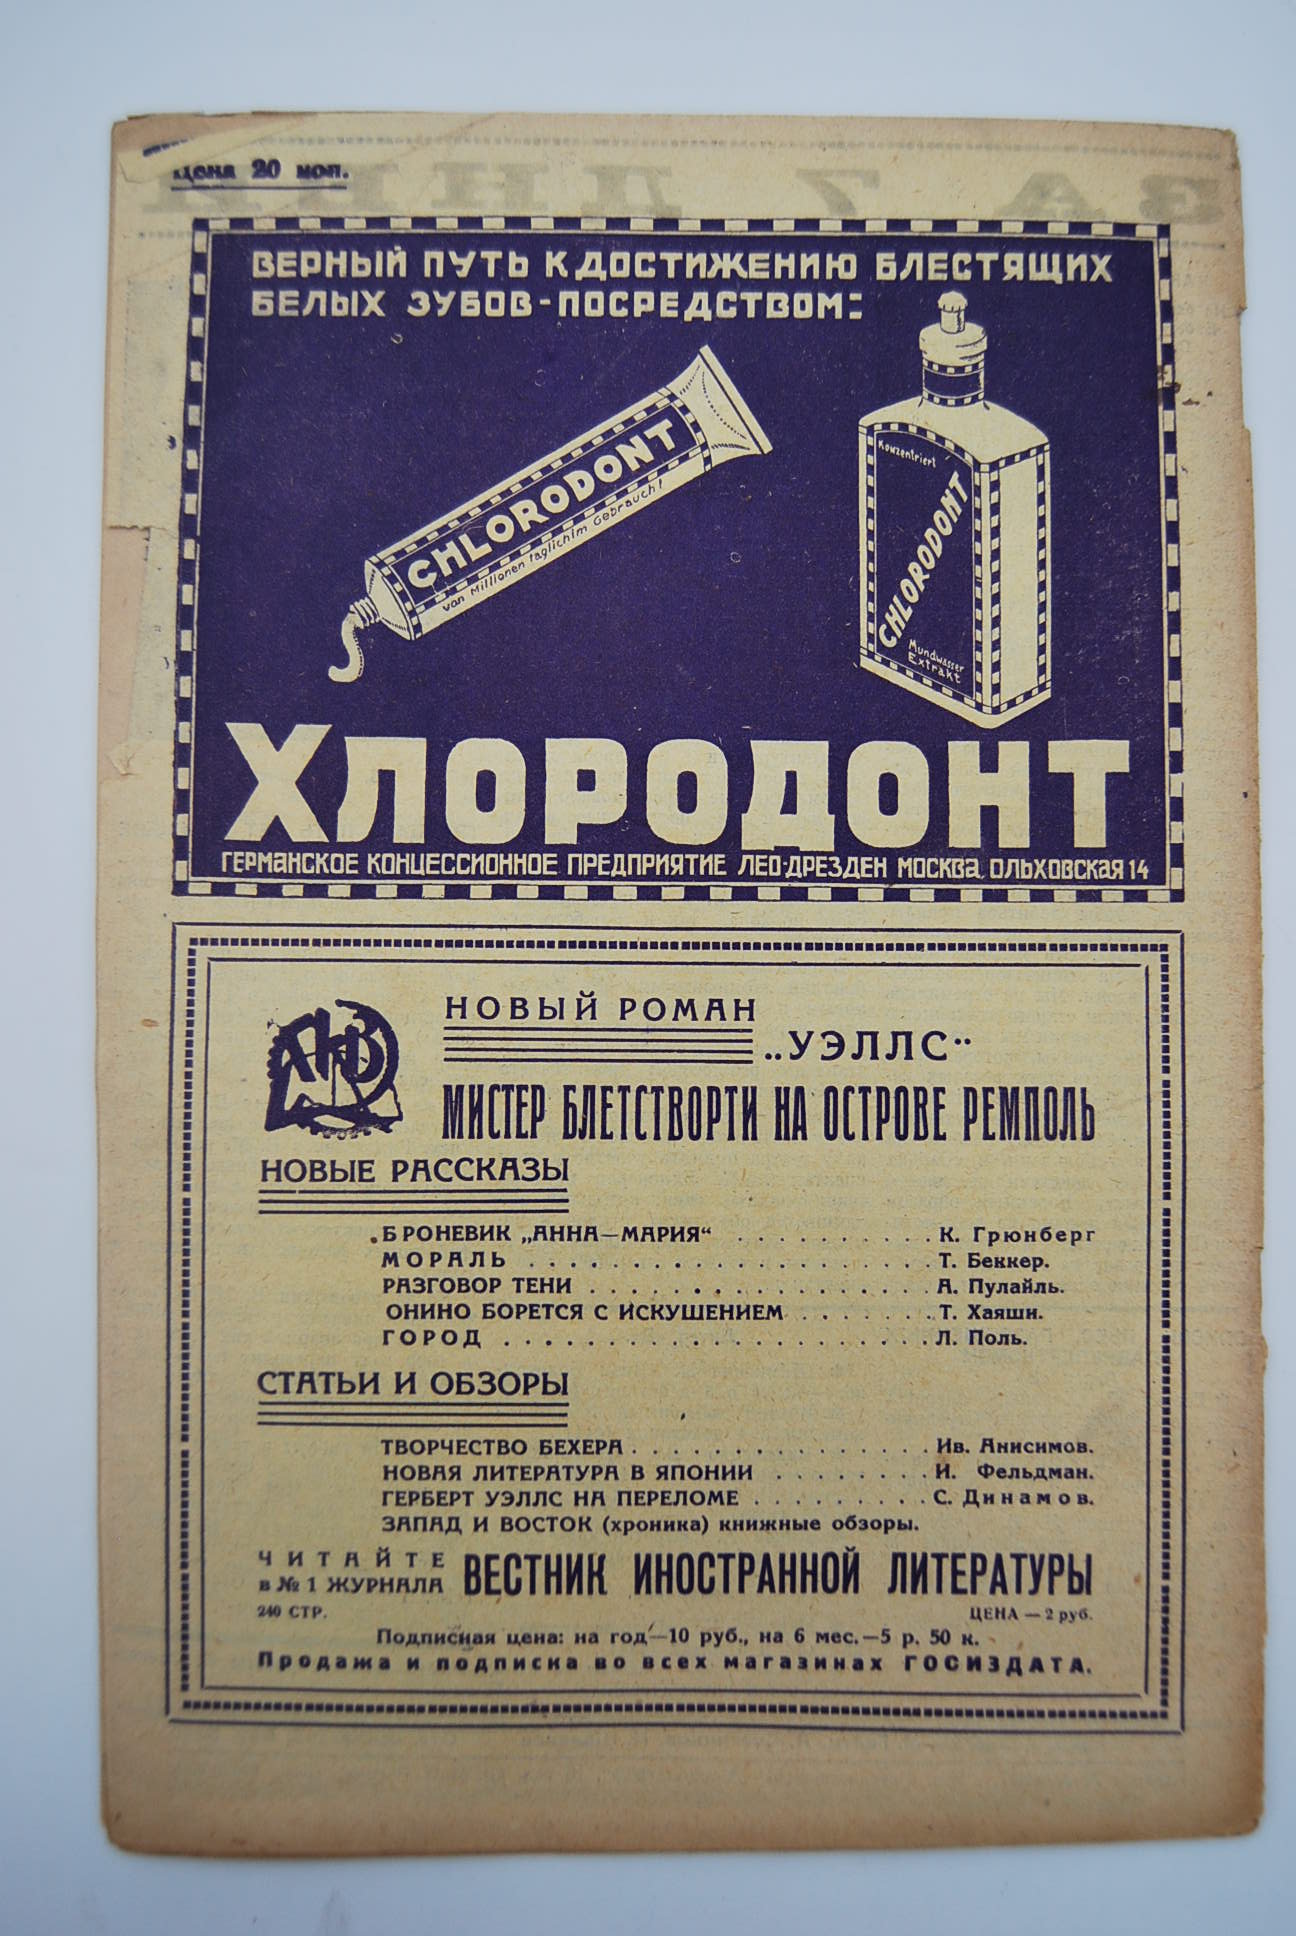 Цена 20 коп.
ВЕРНЫЙ ПУТЬ К ДОСТИЖЕНИЮ БЛЕСТЯЩИХ
БЕЛЫХ ЗУБОВ-ПОСРЕДСТВОМ:
CHLORODONT
von Millionen täglichim Gebrauch!
Konzentriert
CHLORODONT
Mundwasser
Extrakt
ХЛОРОДОНТ
ГЕРМАНСКОЕ КОНЦЕССИОННОЕ ПРЕДПРИЯТИЕ ЛЕО-ДРЕЗДЕН МОСКВА, ОЛЬХОВСКАЯ 14
НОВЫЙ РОМАН
„УЭЛЛС"
МИСТЕР БЛЕТСТВОРТИ НА ОСТРОВЕ РЕМПОЛЬ
НОВЫЕ РАССКАЗЫ
БРОНЕВИК „АННА—МАРИЯ“ . . . . . . . . . . К. Грюнберг
МОРАЛЬ . . . . . . . . . . . . . . . . . . . Т. Беккер.
РАЗГОВОР ТЕНИ . . . . . . . . . . . . . . . . А. Пулайль.
ОНИНО БОРЕТСЯ С ИСКУШЕНИЕМ . . . . . . . Т. Хаяши.
ГОРОД . . . . . . . . . . . . . . . . . . . . Л. Поль.
СТАТЬИ И ОБЗОРЫ
ТВОРЧЕСТВО БЕХЕРА . . . . . . . . . . . . . . Ив. Анисимов.
НОВАЯ ЛИТЕРАТУРА В ЯПОНИИ . . . . . . . . И. Фельдман.
ГЕРБЕРТ УЭЛЛС НА ПЕРЕЛОМЕ . . . . . . . . . С. Динамов.
ЗАПАД И ВОСТОК (хроника) книжные обзоры.
ЧИТАЙТЕ
в № 1 ЖУРНАЛА ВЕСТНИК ИНОСТРАННОЙ ЛИТЕРАТУРЫ
240 СТР. ЦЕНА — 2 руб.
Подписная цена: на год—10 руб., на 6 мес.—5 р. 50 к.
Продажа и подписка во всех магазинах ГОСИЗДАТА.